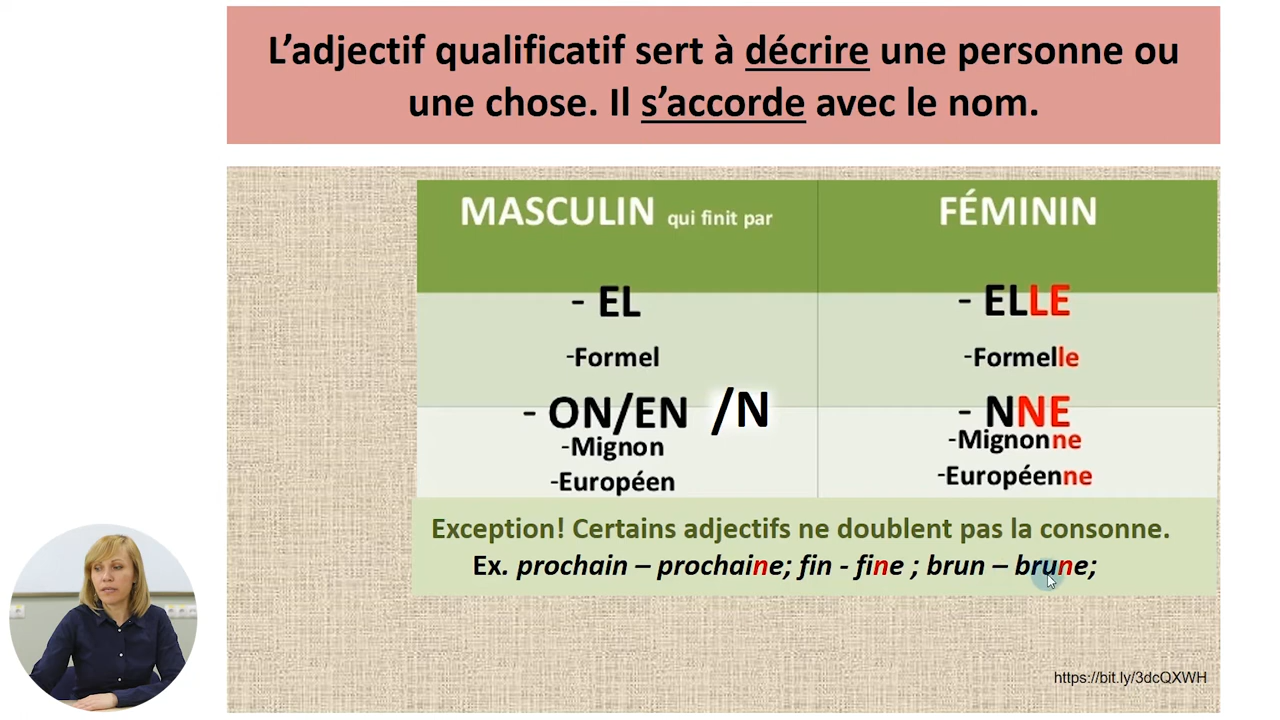 L’adjectif qualificatif sert à décrire une personne ou
une chose. Il s’accorde avec le nom.
MASCULIN qui finit par
FÉMININ
- EL
- ELLE
-Formel
-Formelle
- ON/EN /N
- NNE
-Mignon
-Mignonne
-Européen
-Européenne
Exception! Certains adjectifs ne doublent pas la consonne.
Ex. prochain – prochaine; fin - fine ; brun – brune;
https://bit.ly/3dcQXWH